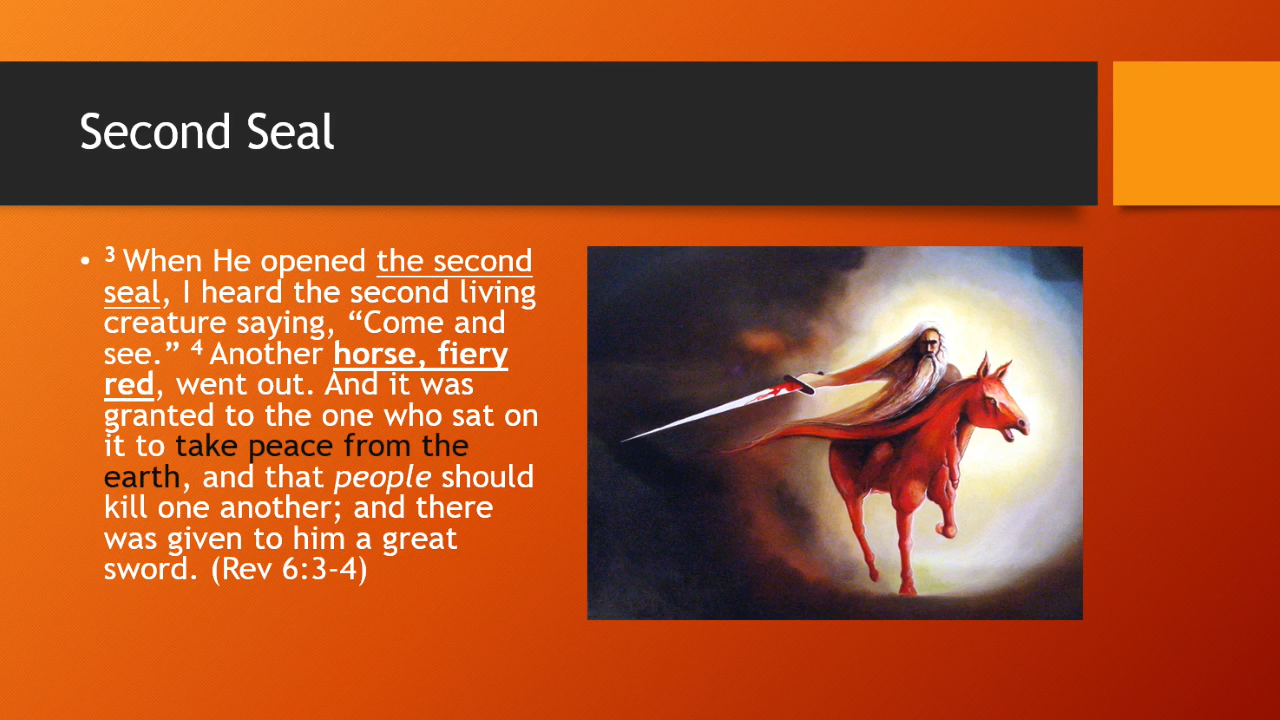 Second Seal
• 3 When He opened the second
seal, I heard the second living
creature saying, “Come and
see.” 4 Another horse, fiery
red, went out. And it was
granted to the one who sat on
it to take peace from the
earth, and that people should
kill one another; and there
was given to him a great
sword. (Rev 6:3-4)